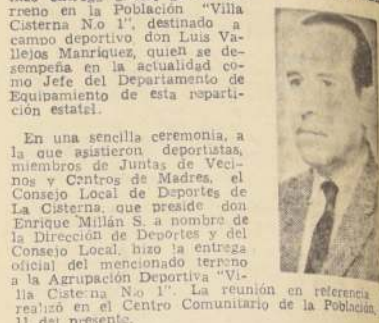 rreno en la Población "Villa
Cisterna N.o 1", destinado a
campo deportivo, don Luis Va-
llejos Manríquez, quien se de-
sempeña en la actualidad co-
mo Jefe del Departamento de
Equipamiento de esta reparti-
ción estatal.
En una sencilla ceremonia, a
la que asistieron deportistas,
miembros de Juntas de Veci-
nos y Centros de Madres, el
Consejo Local de Deportes de
La Cisterna, que preside don
Enrique Millán S. a nombre de
la Dirección de Deportes y del
Consejo Local, hizo la entrega
oficial del mencionado terreno
a la Agrupación Deportiva "Vi-
lla Cisterna N.o 1". La reunión en referencia
realizó en el Centro Comunitario de la Población,
11 del presente.